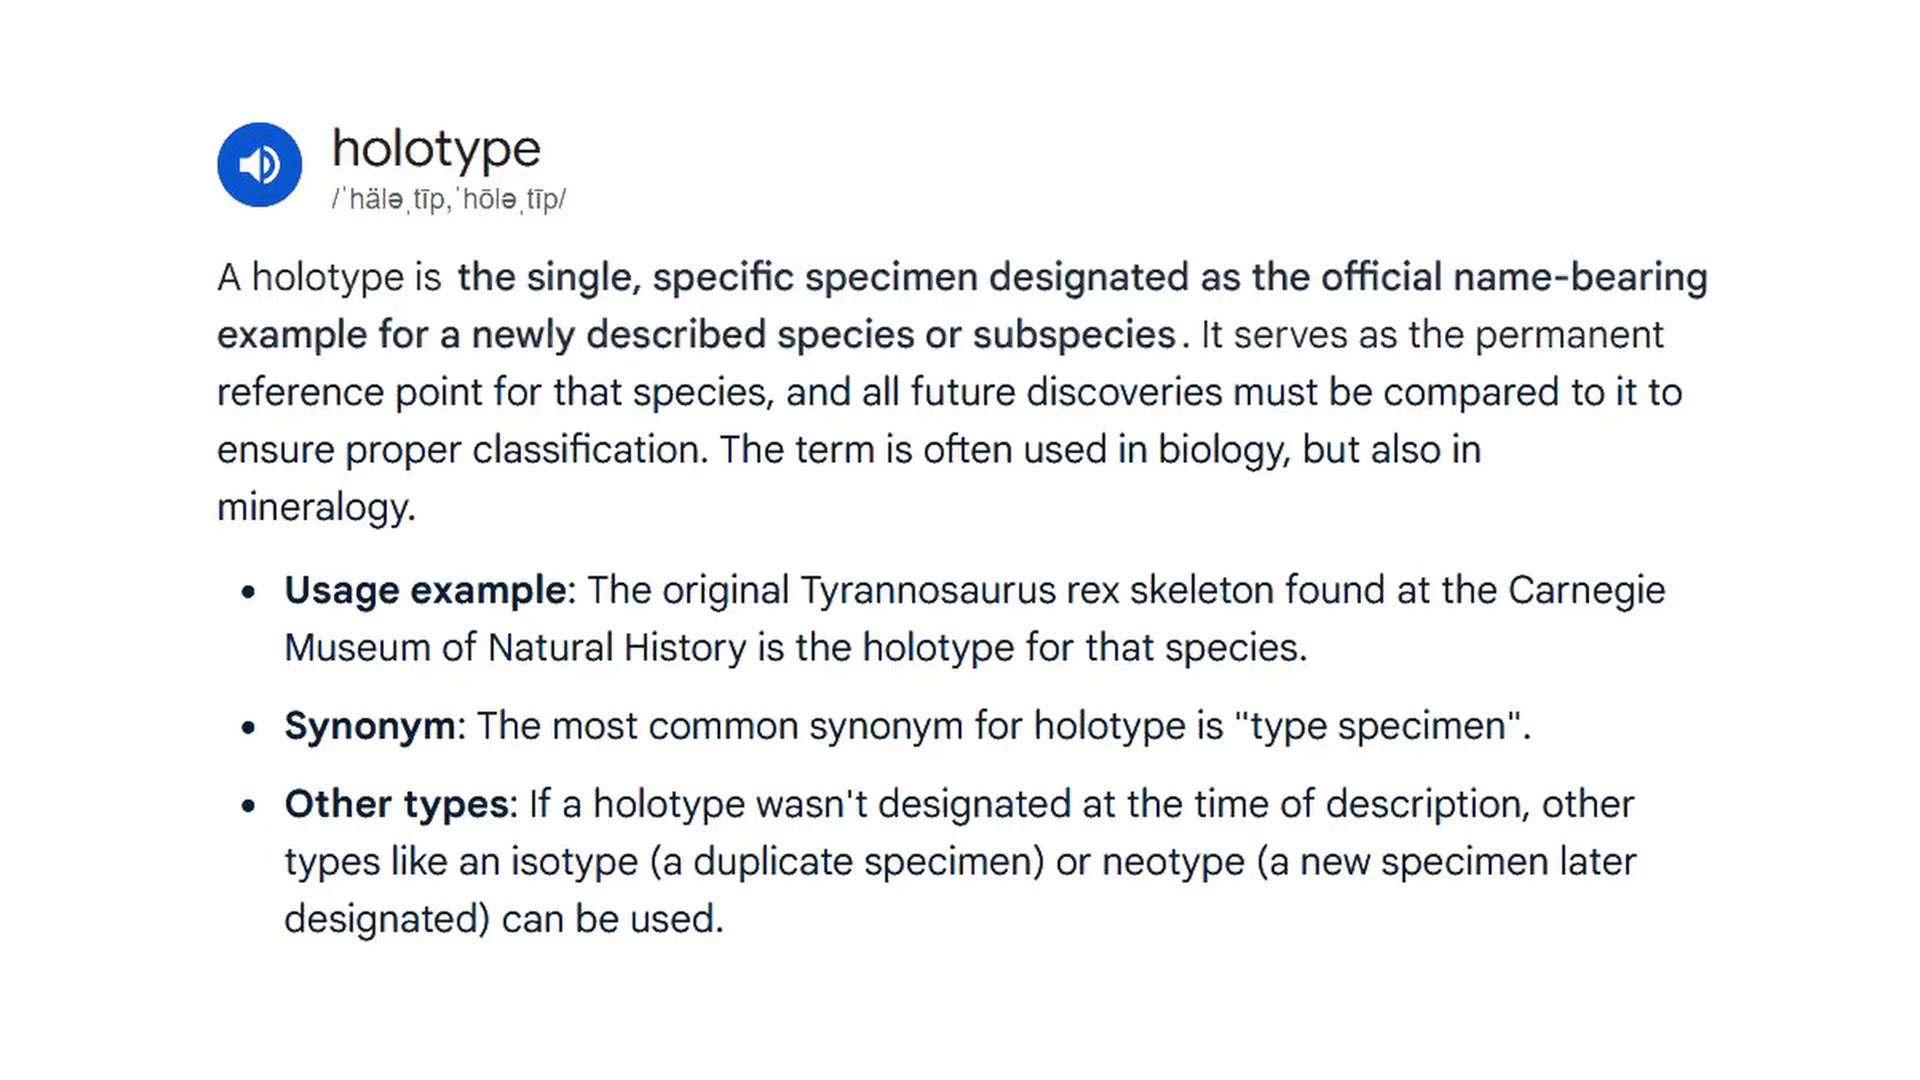 holotype
/ˈhäləˌtīp,ˈhōləˌtīp/
A holotype is the single, specific specimen designated as the official name-bearing
example for a newly described species or subspecies. It serves as the permanent
reference point for that species, and all future discoveries must be compared to it to
ensure proper classification. The term is often used in biology, but also in
mineralogy.
• Usage example: The original Tyrannosaurus rex skeleton found at the Carnegie
Museum of Natural History is the holotype for that species.
• Synonym: The most common synonym for holotype is "type specimen".
• Other types: If a holotype wasn't designated at the time of description, other
types like an isotype (a duplicate specimen) or neotype (a new specimen later
designated) can be used.